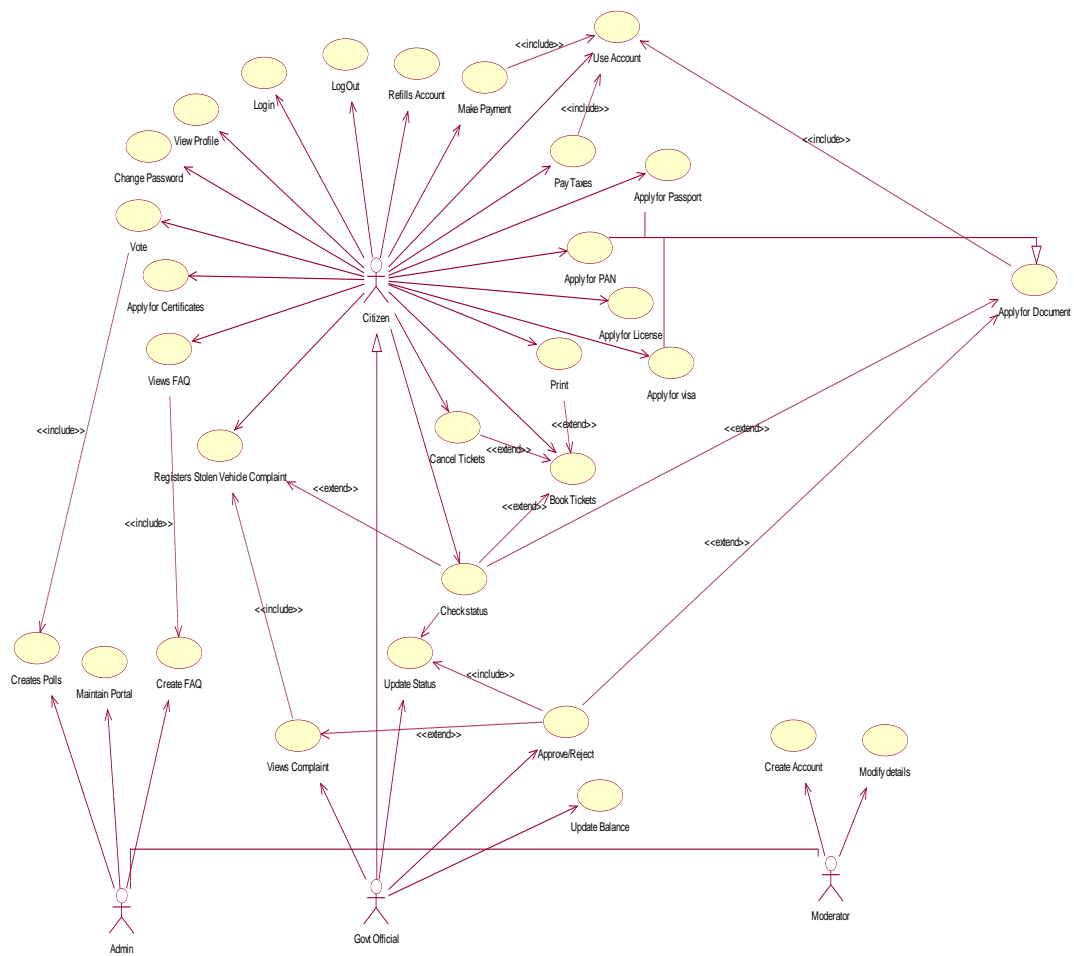 <<include>>
Use Account
LogOut
Refills Account
Login
Make Payment
<<include>>
View Profile
<<include>>
Change Password
Pay Taxes
Apply for Passport
Vote
Apply for PAN
Apply for Certificates
Citizen
Apply for Document
Apply for License
Views FAQ
Print
Apply for visa
<<include>>
<<extend>>
<<extend>>
<<extend>>
Cancel Tickets
Registers Stolen Vehicle Complaint
<<extend>>
Book Tickets
<<extend>>
<<include>>
<<extend>>
<<include>>
Check status
Creates Polls
Maintain Portal
Create FAQ
Update Status
<<include>>
<<extend>>
Approve/Reject
Views Complaint
Create Account
Modify details
Update Balance
Moderator
Govt Official
Admin